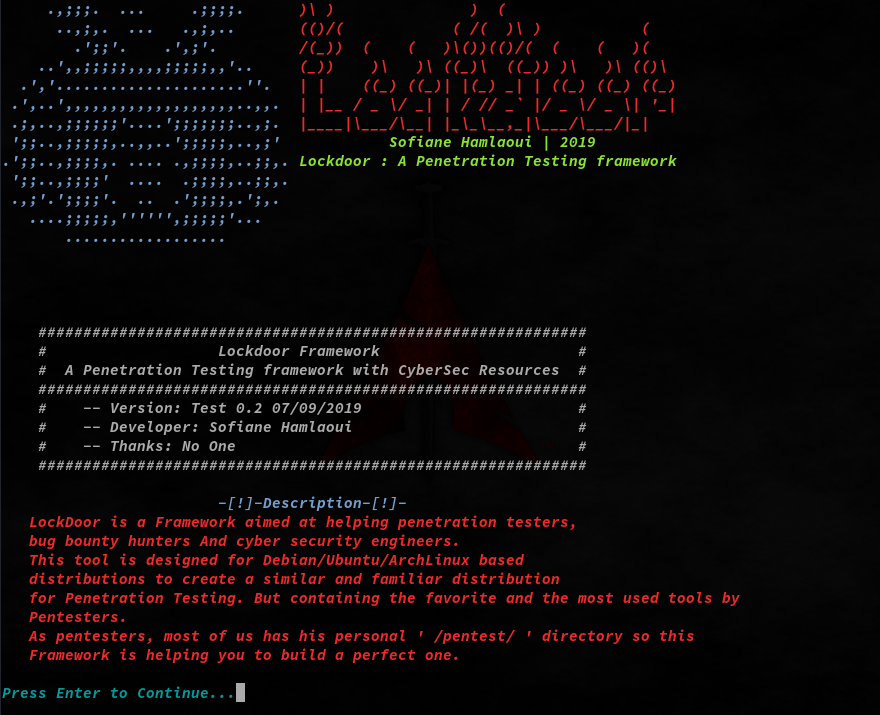 Sofiane Hamlaoui | 2019
Lockdoor : A Penetration Testing framework
############################################################# 
# Lockdoor Framework #
# A Penetration Testing framework with CyberSec Resources #
#############################################################
# -- Version: Test 0.2 07/09/2019 #
# -- Developer: Sofiane Hamlaoui #
# -- Thanks: No One #
#############################################################
-[!]-Description-[!]-
LockDoor is a Framework aimed at helping penetration testers,
bug bounty hunters And cyber security engineers.
This tool is designed for Debian/Ubuntu/ArchLinux based
distributions to create a similar and familiar distribution
for Penetration Testing. But containing the favorite and the most used tools by
Pentesters.
As pentesters, most of us has his personal ' /pentest/ ' directory so this
Framework is helping you to build a perfect one.
Press Enter to Continue...